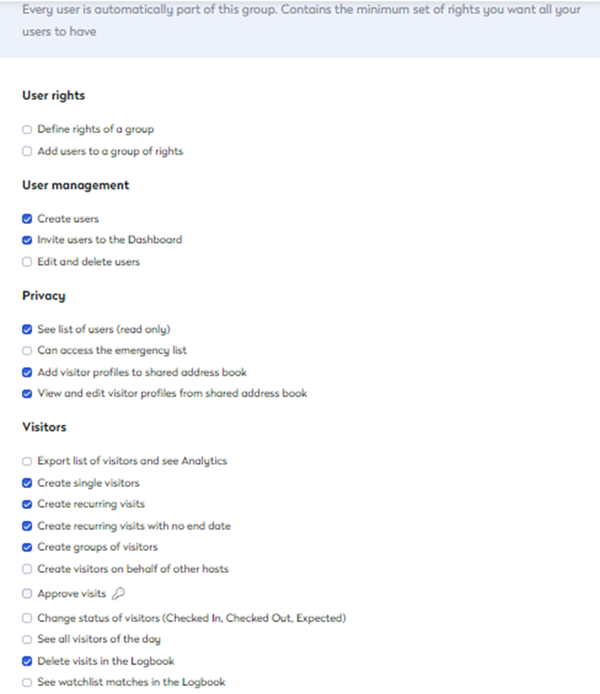 Every user is automatically part of this group. Contains the minimum set of rights you want all your
users to have
User rights
Define rights of a group
Add users to a group of rights
User management
Create users
Invite users to the Dashboard
Edit and delete users
Privacy
See list of users (read only)
Can access the emergency list
Add visitor profiles to shared address book
View and edit visitor profiles from shared address book
Visitors
Export list of visitors and see Analytics
Create single visitors
Create recurring visits
Create recurring visits with no end date
Create groups of visitors
Create visitors on behalf of other hosts
Approve visits
Change status of visitors (Checked In, Checked Out, Expected)
See all visitors of the day
Delete visits in the Logbook
See watchlist matches in the Logbook